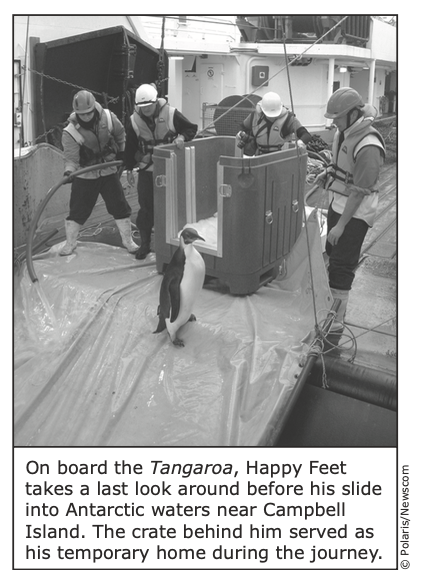 On board the Tangaroa, Happy Feet
takes a last look around before his slide
into Antarctic waters near Campbell
Island. The crate behind him served as
his temporary home during the journey.
© Polaris/Newscom